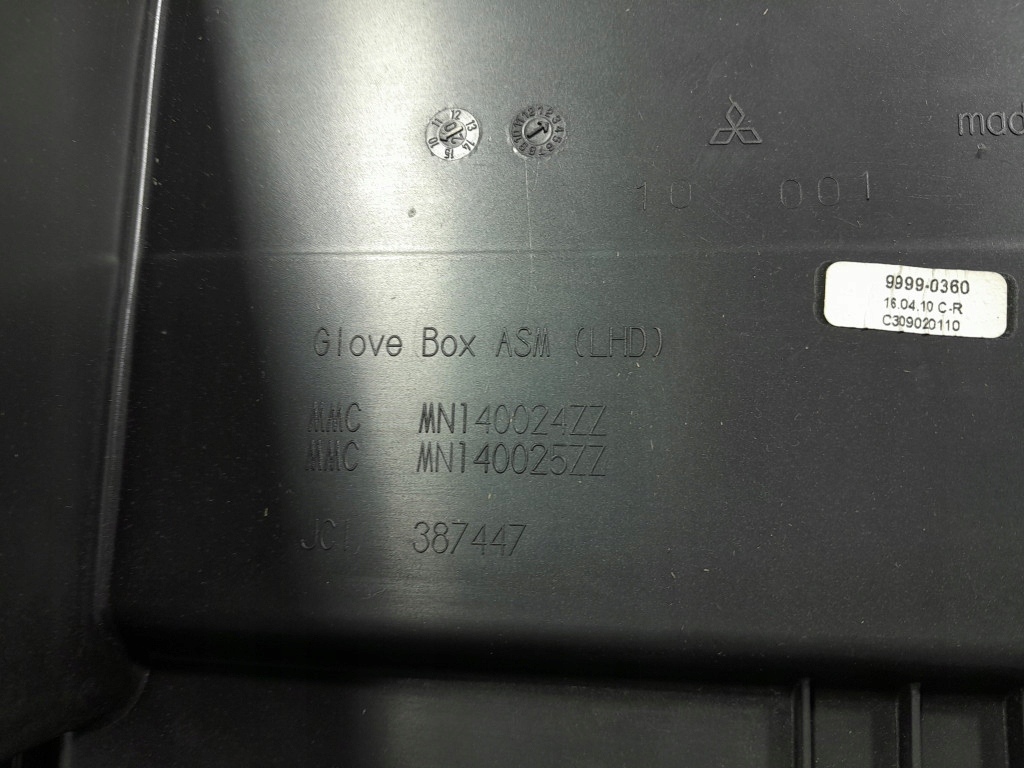 mad
10 001
9999-0360
16.04.10 C-R
C309020110
Glove Box ASM (LHD)
MMC MN140024ZZ
MMC MN140025ZZ
JCI 387447